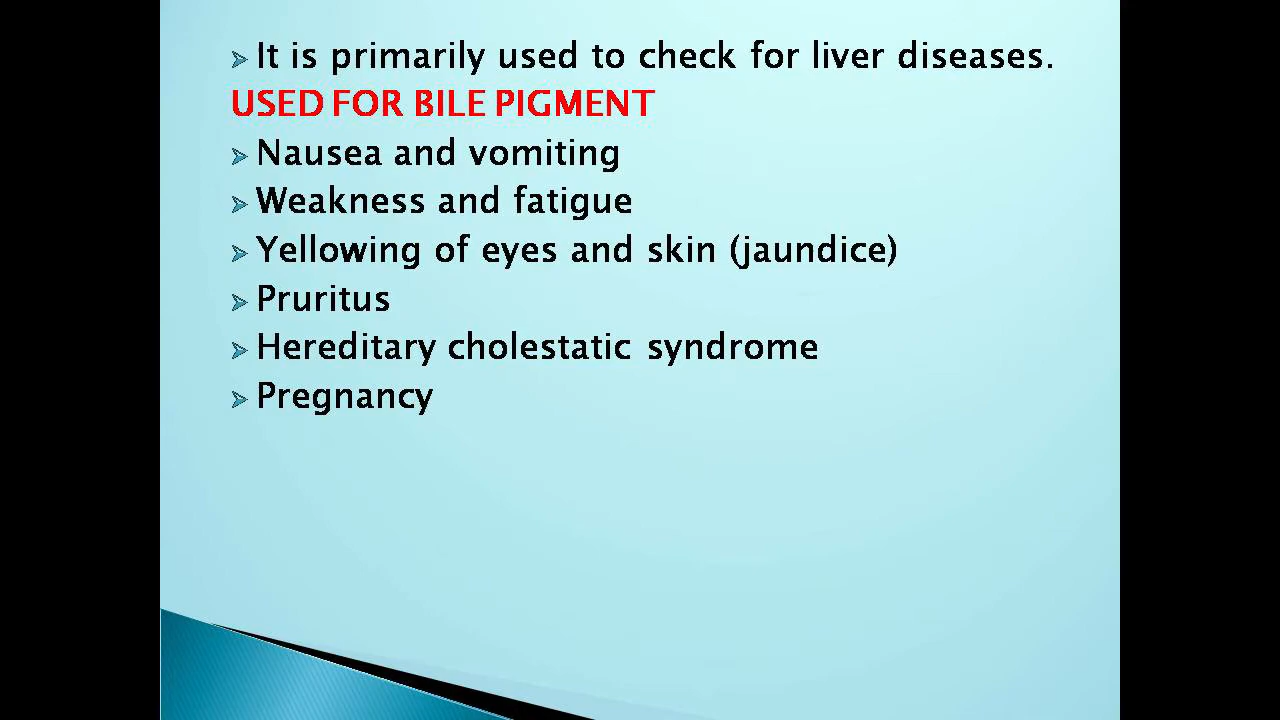 It is primarily used to check for liver diseases.
USED FOR BILE PIGMENT
Nausea and vomiting
Weakness and fatigue
Yellowing of eyes and skin (jaundice)
Pruritus
Hereditary cholestatic syndrome
Pregnancy